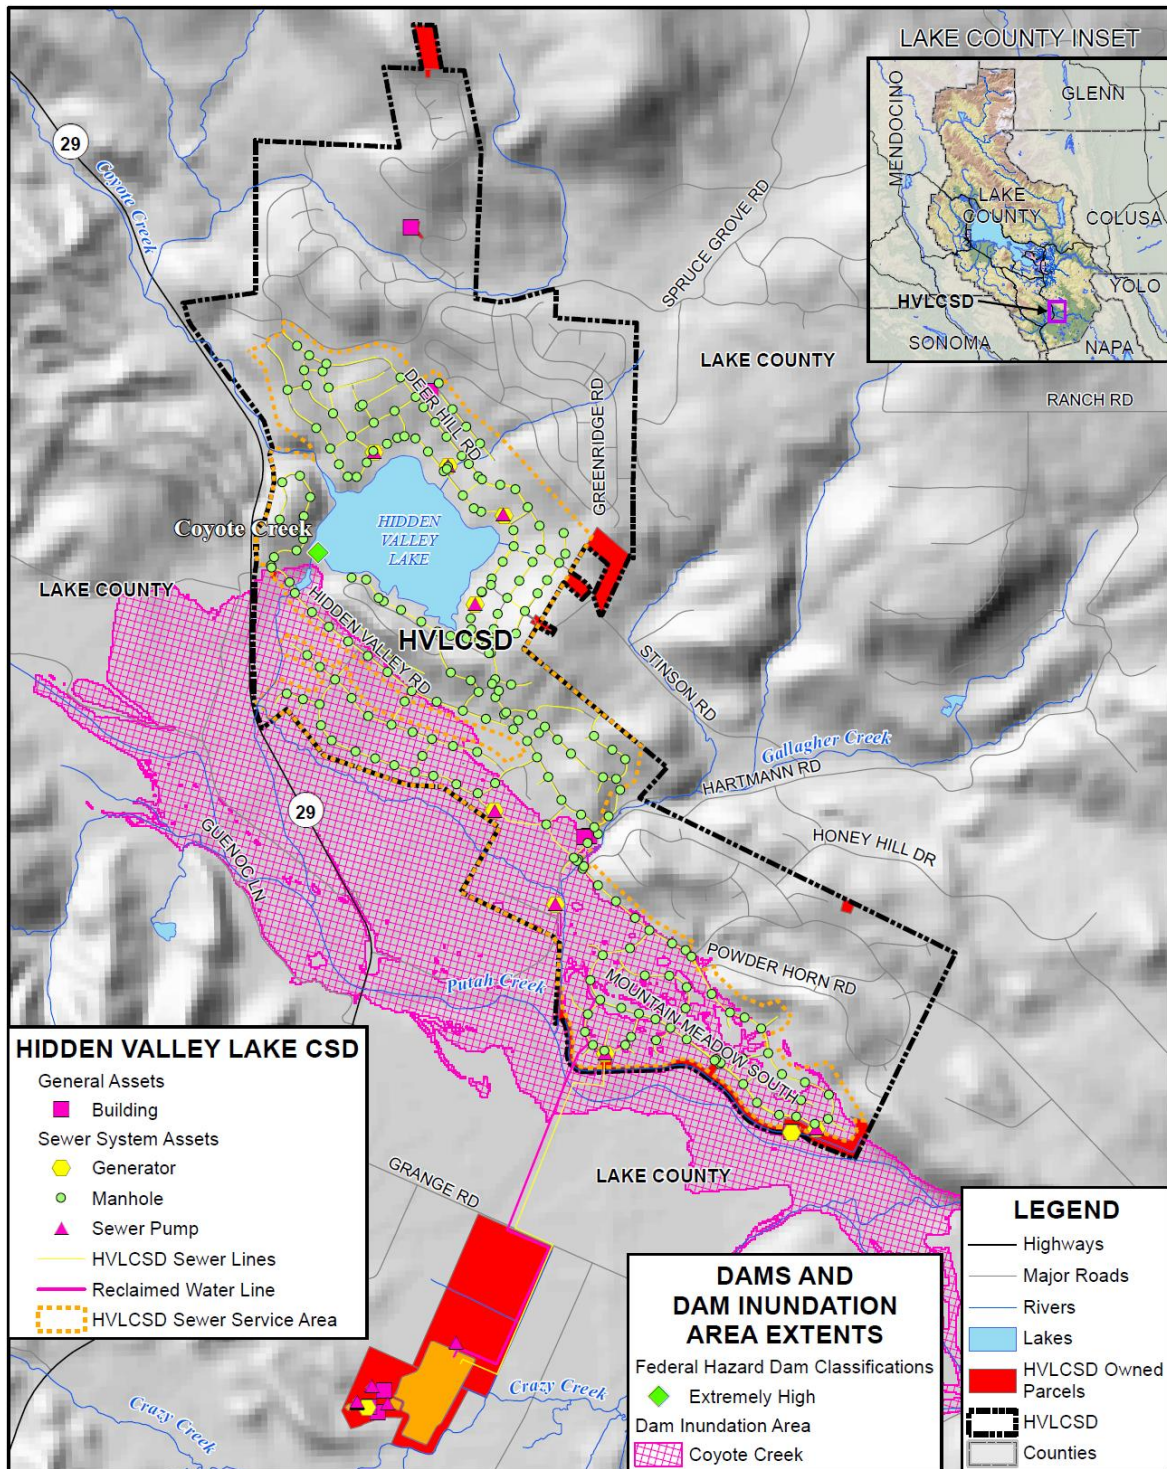 LAKE COUNTY INSET
MENDOCINO
GLENN
LAKE
COUNTY
COLUSA
YOLO
HVLCSD
SONOMA
NAPA
29
Coyote Creek
SPRUCE GROVE RD
LAKE COUNTY
RANCH RD
DEER HILL RD
GREENRIDGE RD
Coyote Creek
HIDDEN
VALLEY
LAKE
LAKE COUNTY
HIDDEN VALLEY RD
HVLCSD
STINSON RD
Gallagher Creek
HARTMANN RD
29
GUENOC LN
HONEY HILL DR
POWDER HORN RD
Putah Creek
MOUNTAIN MEADOW SOUTH
LAKE COUNTY
GRANGE RD
Crazy Creek
Crazy Creek
HIDDEN VALLEY LAKE CSD
General Assets
Building
Sewer System Assets
Generator
Manhole
Sewer Pump
HVLCSD Sewer Lines
Reclaimed Water Line
HVLCSD Sewer Service Area
DAMS AND
DAM INUNDATION
AREA EXTENTS
Federal Hazard Dam Classifications
Extremely High
Dam Inundation Area
Coyote Creek
LEGEND
Highways
Major Roads
Rivers
Lakes
HVLCSD Owned
Parcels
HVLCSD
Counties